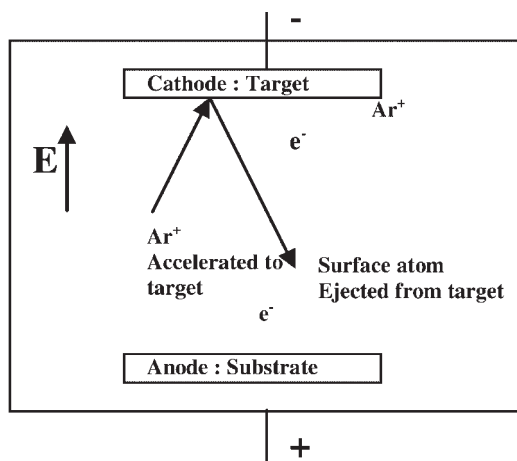 -
Cathode : Target
Ar⁺
e⁻
E
Ar⁺
Accelerated to
target
Surface atom
Ejected from target
e⁻
Anode : Substrate
+